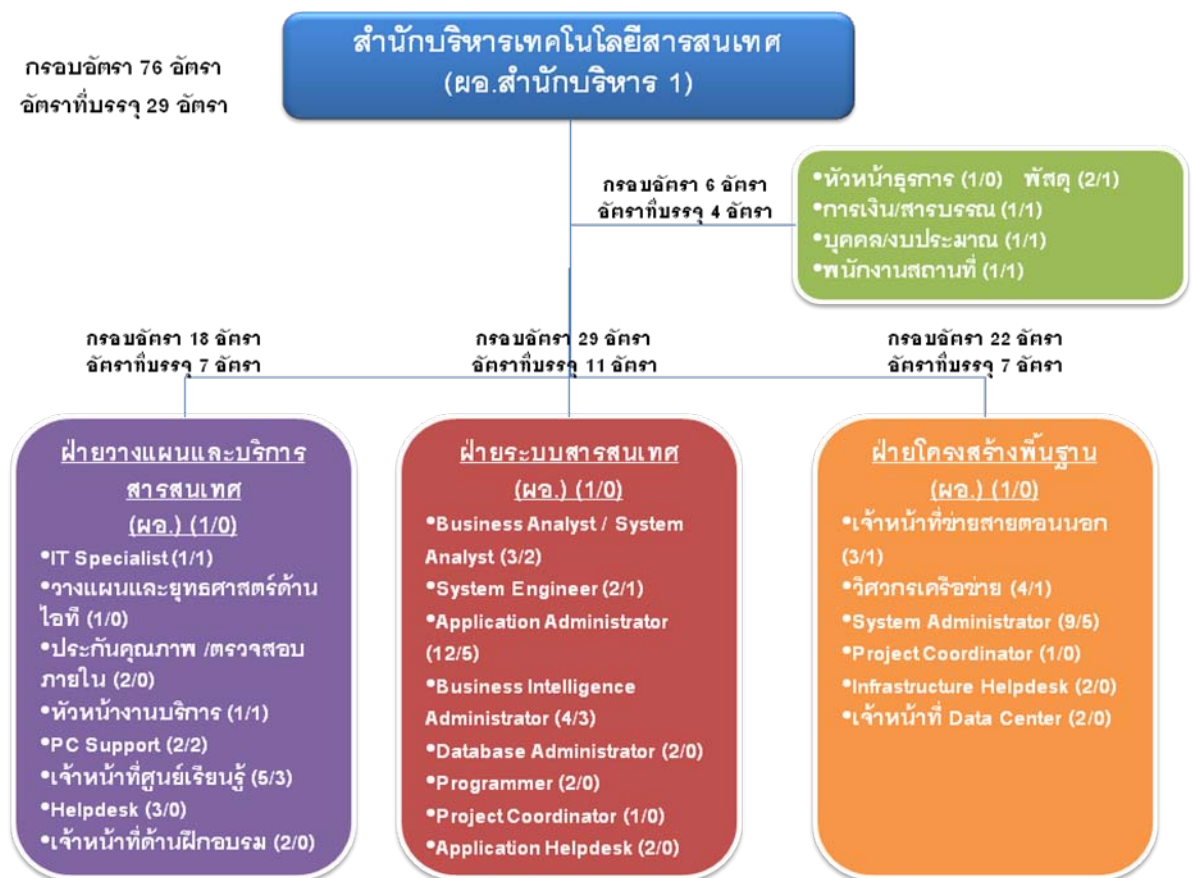 สำนักบริหารเทคโนโลยีสารสนเทศ
(ผอ.สำนักบริหาร 1)
กรอบอัตรา 76 อัตรา
อัตราที่บรรจุ 29 อัตรา
กรอบอัตรา 6 อัตรา
อัตราที่บรรจุ 4 อัตรา
•หัวหน้าธุรการ (1/0) พัสดุ (2/1)
•การเงิน/สารบรรณ (1/1)
•บุคคล/งบประมาณ (1/1)
•พนักงานสถานที่ (1/1)
กรอบอัตรา 18 อัตรา
อัตราที่บรรจุ 7 อัตรา
ฝ่ายวางแผนและบริการ
สารสนเทศ
(ผอ.) (1/0)
•IT Specialist (1/1)
•วางแผนและยุทธศาสตร์ด้าน
ไอที (1/0)
•ประกันคุณภาพ /ตรวจสอบ
ภายใน (2/0)
•หัวหน้างานบริการ (1/1)
•PC Support (2/2)
•เจ้าหน้าที่ศูนย์เรียนรู้ (5/3)
•Helpdesk (3/0)
•เจ้าหน้าที่ด้านฝึกอบรม (2/0)
กรอบอัตรา 29 อัตรา
อัตราที่บรรจุ 11 อัตรา
ฝ่ายระบบสารสนเทศ
(ผอ.) (1/0)
•Business Analyst / System
Analyst (3/2)
•System Engineer (2/1)
•Application Administrator
(12/5)
•Business Intelligence
Administrator (4/3)
•Database Administrator (2/0)
•Programmer (2/0)
•Project Coordinator (1/0)
•Application Helpdesk (2/0)
กรอบอัตรา 22 อัตรา
อัตราที่บรรจุ 7 อัตรา
ฝ่ายโครงสร้างพื้นฐาน
(ผอ.) (1/0)
•เจ้าหน้าที่ข่ายสายตอนนอก
(3/1)
•วิศวกรเครือข่าย (4/1)
•System Administrator (9/5)
•Project Coordinator (1/0)
•Infrastructure Helpdesk (2/0)
•เจ้าหน้าที่ Data Center (2/0)